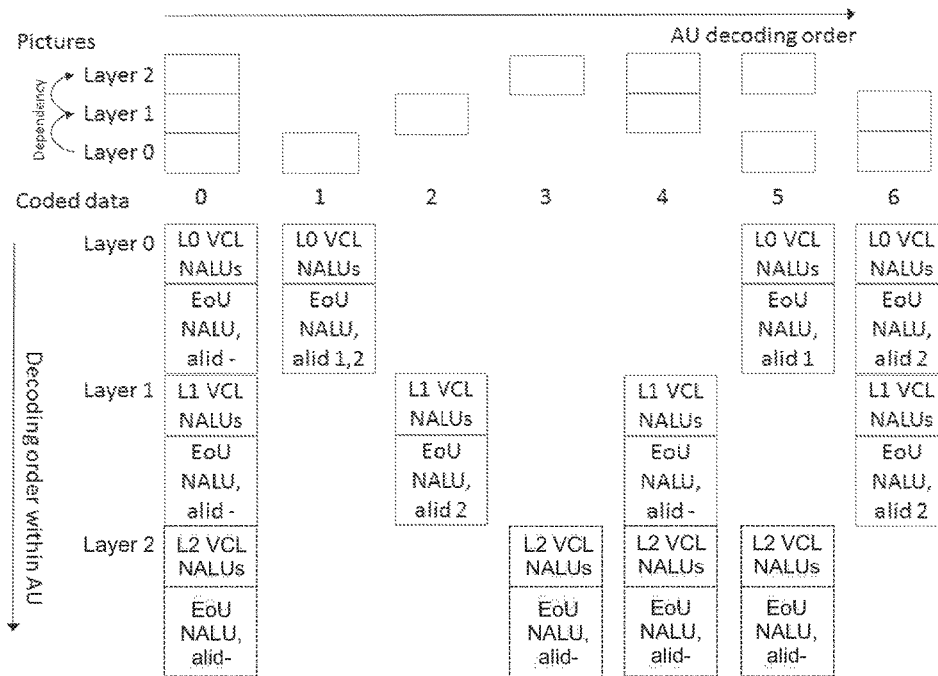 AU decoding order
Pictures
Layer 2
Layer 1
Layer 0
Dependency
Coded data
0 1 2 3 4 5 6
Layer 0
L0 VCL L0 VCL L0 VCL L0 VCL
NALUs NALUs NALUs NALUs
EoU EoU EoU EoU
NALU, NALU, NALU, NALU,
alid - alid 1,2 alid 1 alid 2
Layer 1
L1 VCL L1 VCL L1 VCL L1 VCL
NALUs NALUs NALUs NALUs
EoU EoU EoU EoU
NALU, NALU, NALU, NALU,
alid - alid 2 alid - alid 2
Layer 2
L2 VCL L2 VCL L2 VCL L2 VCL
NALUs NALUs NALUs NALUs
EoU EoU EoU EoU
NALU, NALU, NALU, NALU,
alid- alid- alid- alid-
Decoding order within AU